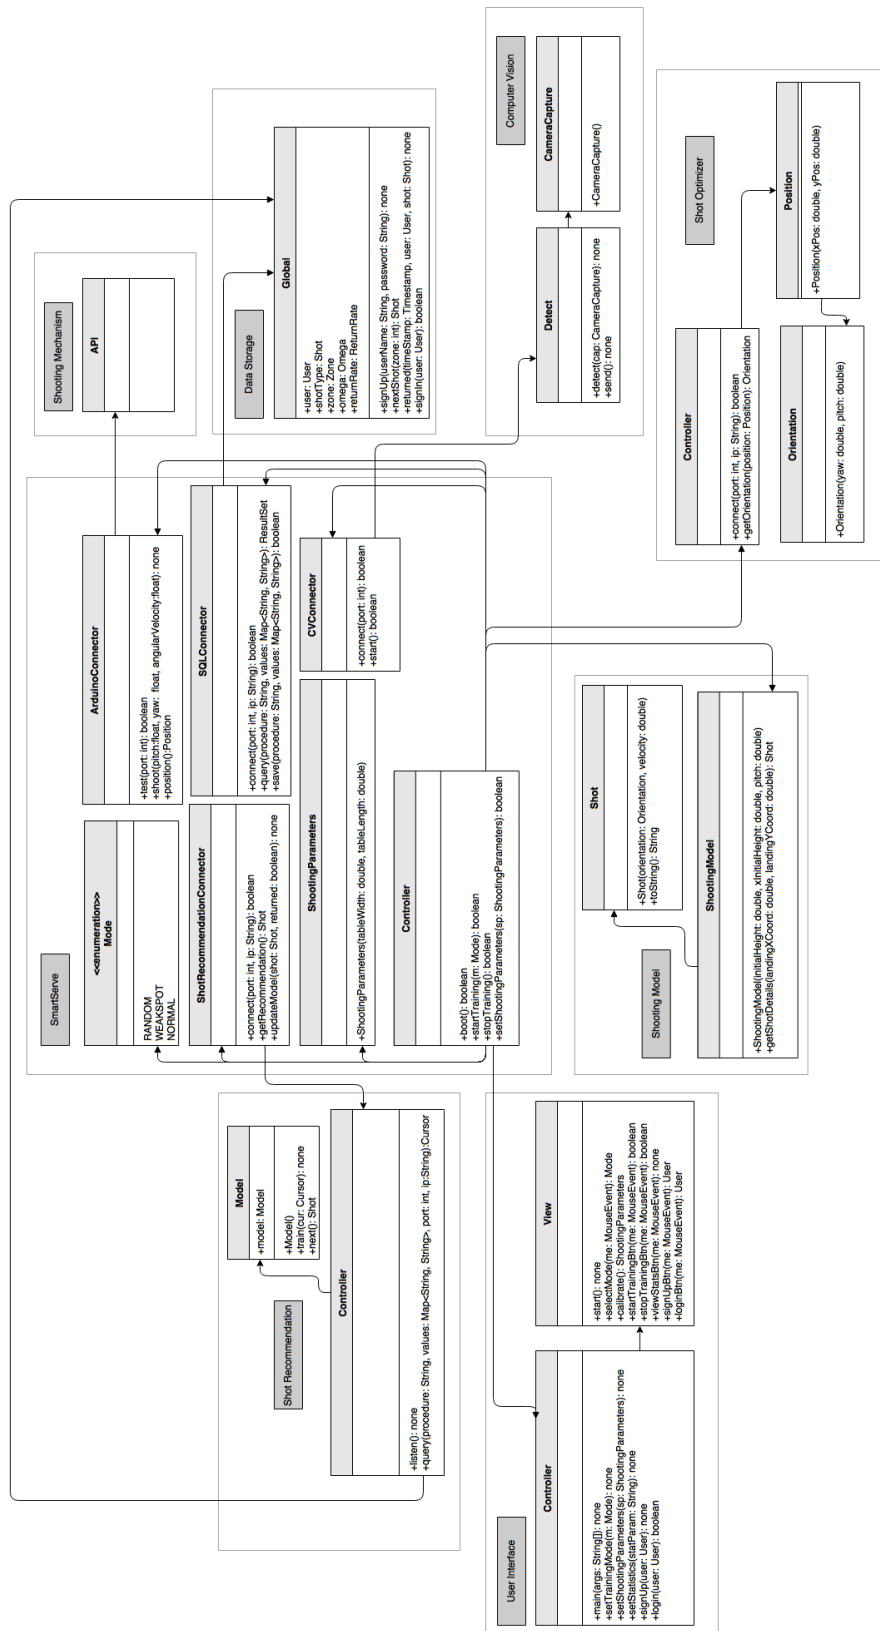 Shot Recommendation
Model
+model: Model
+Model()
+train(cur: Cursor): none
+next(): Shot
Controller
+listen(): none
+query(procedure: String, values: Map<String, String>, port: int, ip:String):Cursor
SmartServe
<<enumeration>>
Mode
RANDOM
WEAKSPOT
NORMAL
ArduinoConnector
+test(port: int): boolean
+shoot(pitch:float, yaw: float, angularVelocity:float): none
+position():Position
ShotRecommendationConnector
+connect(port: int, ip: String): boolean
+getRecommendation(): Shot
+updateModel(shot: Shot, returned: boolean): none
SQLConnector
+connect(port: int, ip: String): boolean
+query(procedure: String, values: Map<String, String>): ResultSet
+save(procedure: String, values: Map<String, String>): boolean
ShootingParameters
+ShootingParameters(tableWidth: double, tableLength: double)
CVConnector
+connect(port: int): boolean
+start(): boolean
Controller
+boot(): boolean
+startTraining(m: Mode): boolean
+stopTraining(): boolean
+setShootingParameters(sp: ShootingParameters): boolean
Shooting Mechanism
API
Data Storage
Global
+user: User
+shotType: Shot
+zone: Zone
+omega: Omega
+returnRate: ReturnRate
+signUp(userName: String, password: String): none
+nextShot(zone: int): Shot
+returned(timeStamp: Timestamp, user: User, shot: Shot): none
+signIn(user: User): boolean
User Interface
Controller
+main(args: String[]): none
+setTrainingMode(m: Mode): none
+setShootingParameters(sp: ShootingParameters): none
+setStatistics(statParam: String): none
+signUp(user: User): none
+login(user: User): boolean
View
+start(): none
+selectMode(me: MouseEvent): Mode
+calibrate(): ShootingParameters
+startTrainingBtn(me: MouseEvent): boolean
+stopTrainingBtn(me: MouseEvent): boolean
+viewStatsBtn(me: MouseEvent): none
+signUpBtn(me: MouseEvent): User
+loginBtn(me: MouseEvent): User
Shooting Model
Shot
+Shot(orientation: Orientation, velocity: double)
+toString(): String
ShootingModel
+ShootingModel(initialHeight: double, xInitialHeight: double, pitch: double)
+getShotDetails(landingXCoord: double, landingYCoord: double): Shot
Computer Vision
Detect
+detect(cap: CameraCapture): none
+send(): none
CameraCapture
+CameraCapture()
Shot Optimizer
Controller
+connect(port: int, ip: String): boolean
+getOrientation(position: Position): Orientation
Position
+Position(xPos: double, yPos: double)
Orientation
+Orientation(yaw: double, pitch: double)